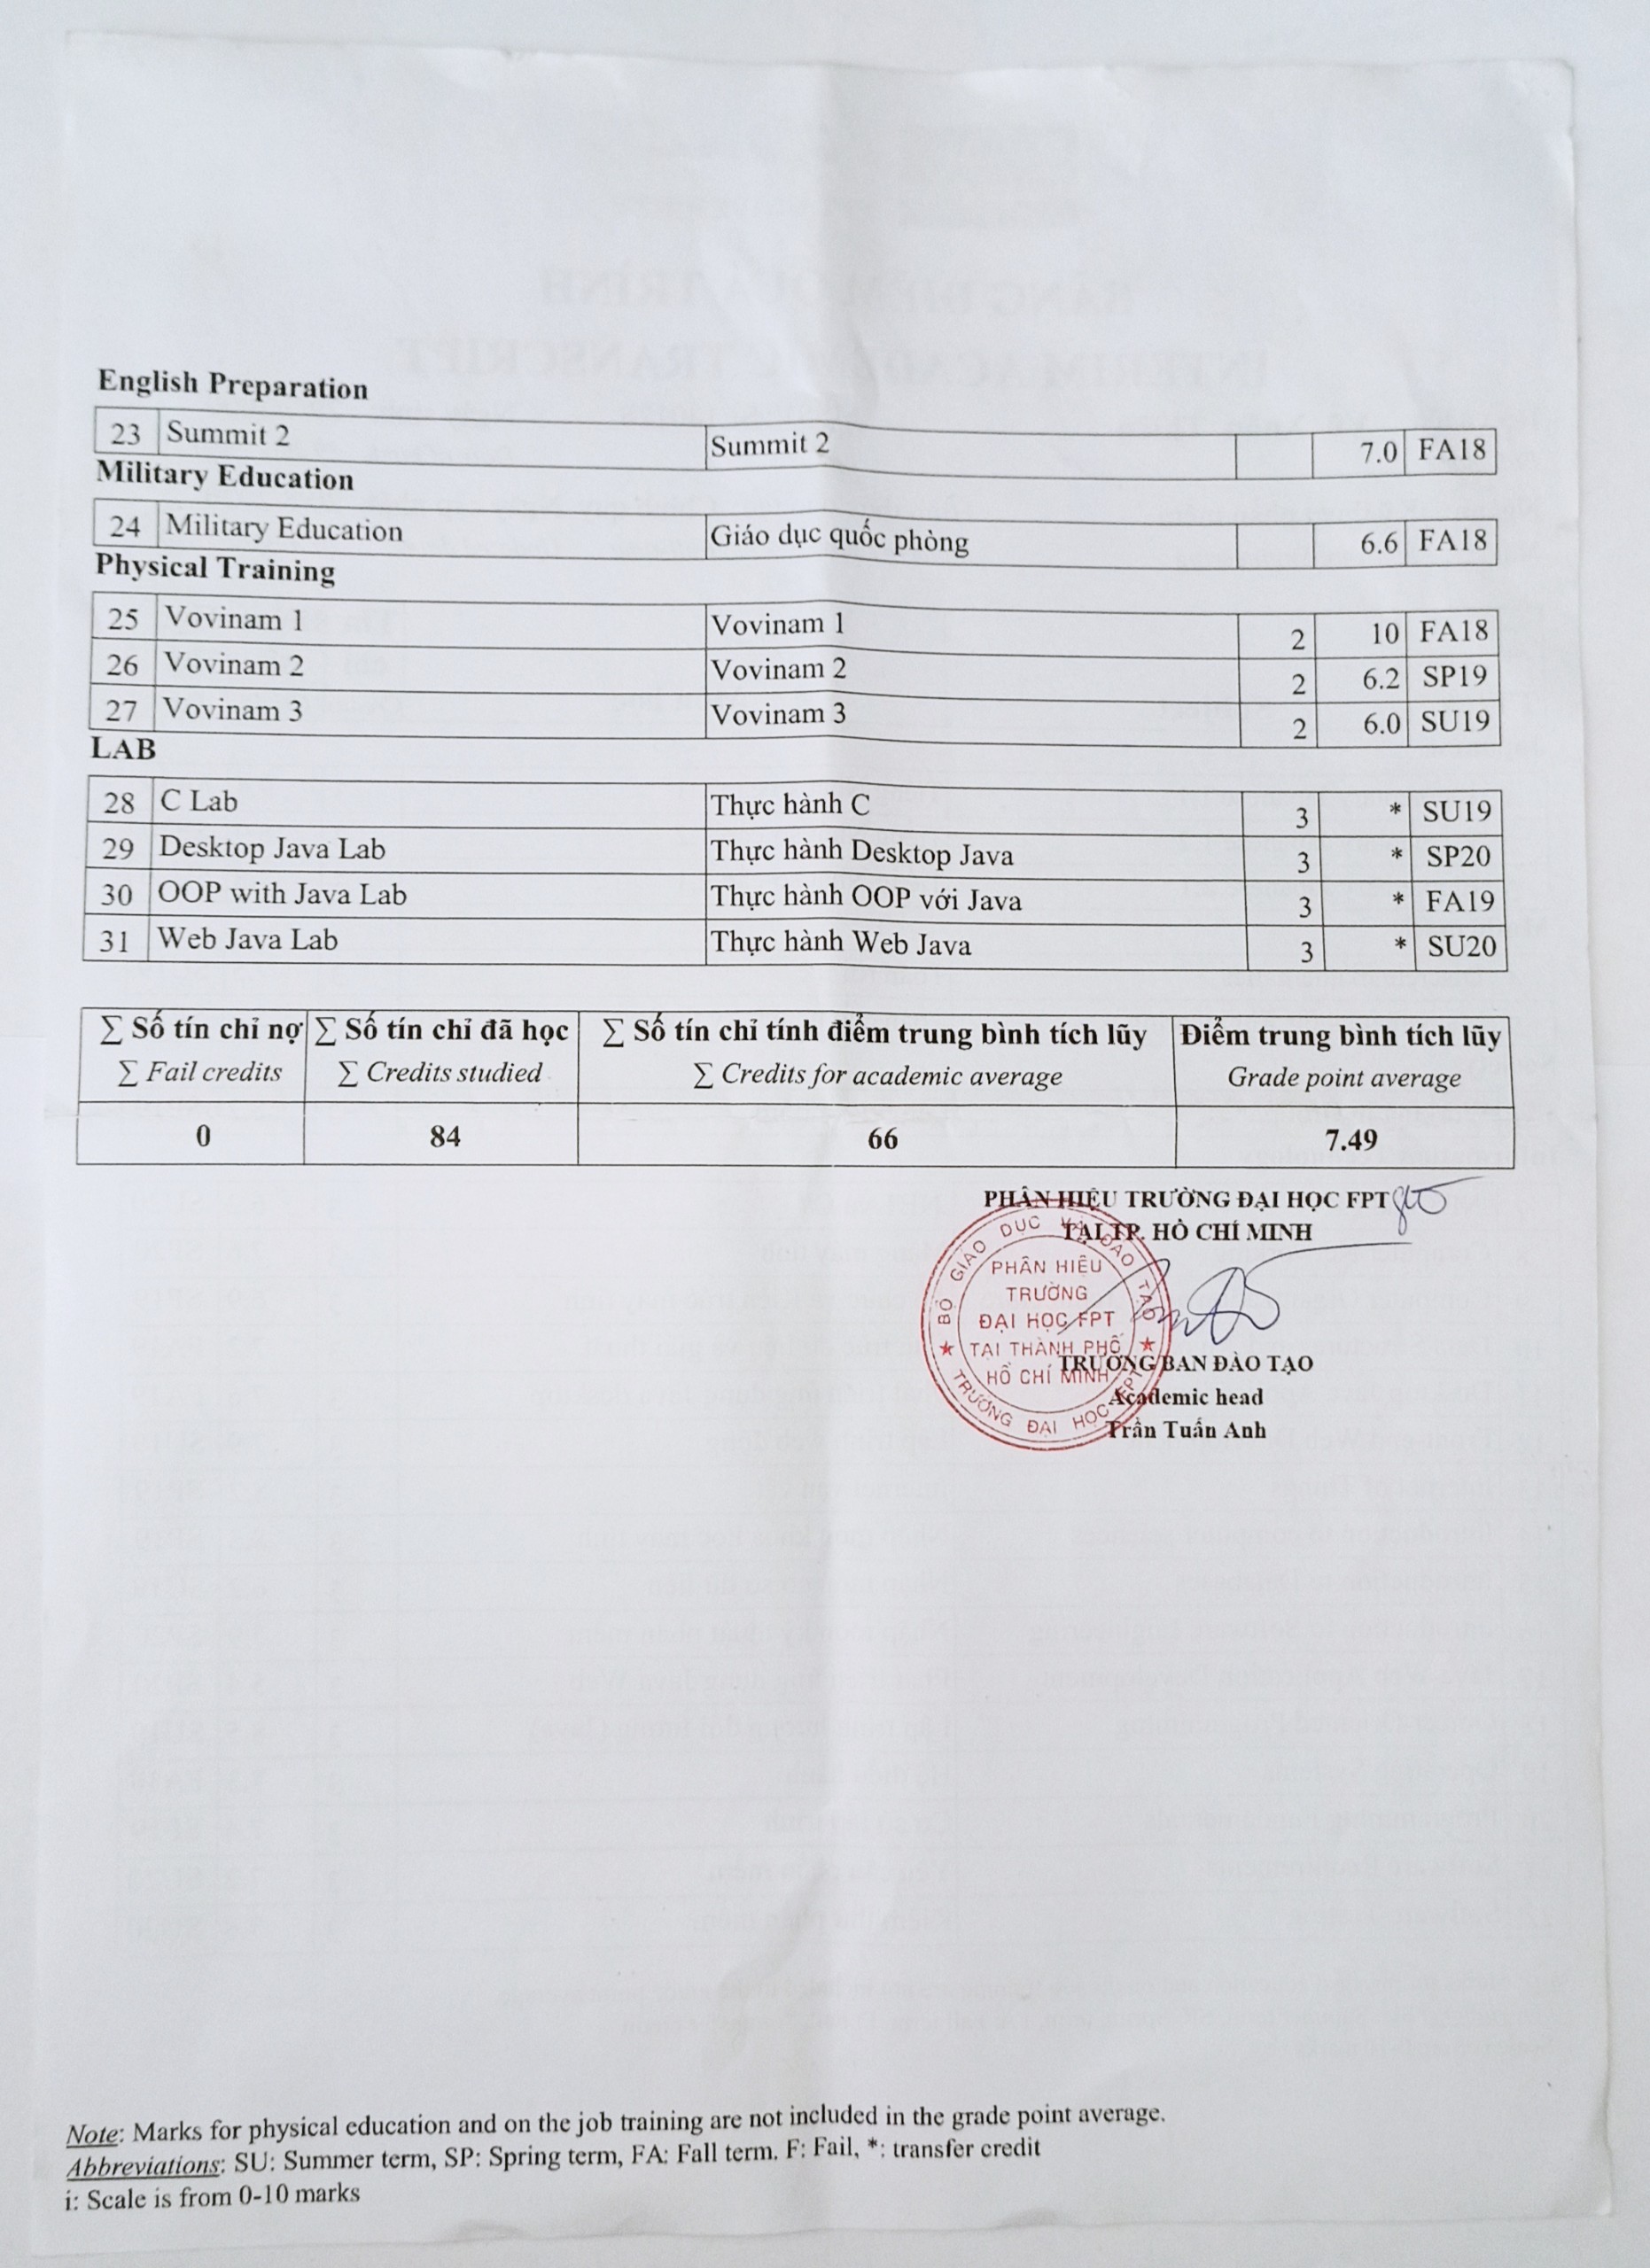 English Preparation
23 Summit 2 Summit 2 7.0 FA18
Military Education
24 Military Education Giáo dục quốc phòng 6.6 FA18
Physical Training
25 Vovinam 1 Vovinam 1 2 10 FA18
26 Vovinam 2 Vovinam 2 2 6.2 SP19
27 Vovinam 3 Vovinam 3 2 6.0 SU19
LAB
28 C Lab Thực hành C 3 * SU19
29 Desktop Java Lab Thực hành Desktop Java 3 * SP20
30 OOP with Java Lab Thực hành OOP với Java 3 * FA19
31 Web Java Lab Thực hành Web Java 3 * SU20
∑ Số tín chỉ nợ ∑ Số tín chỉ đã học ∑ Số tín chỉ tính điểm trung bình tích lũy Điểm trung bình tích lũy
∑ Fail credits ∑ Credits studied ∑ Credits for academic average Grade point average
0 84 66 7.49
PHÂN HIỆU TRƯỜNG ĐẠI HỌC FPT
TẠI TP. HỒ CHÍ MINH
BỘ GIÁO DỤC VÀ ĐÀO TẠO
PHÂN HIỆU
TRƯỜNG
ĐẠI HỌC FPT
TẠI THÀNH PHỐ
HỒ CHÍ MINH
TRƯỜNG ĐẠI HỌC FPT
TRƯỞNG BAN ĐÀO TẠO
Academic head
Trần Tuấn Anh
Note: Marks for physical education and on the job training are not included in the grade point average.
Abbreviations: SU: Summer term, SP: Spring term, FA: Fall term. F: Fail, *: transfer credit
i: Scale is from 0-10 marks